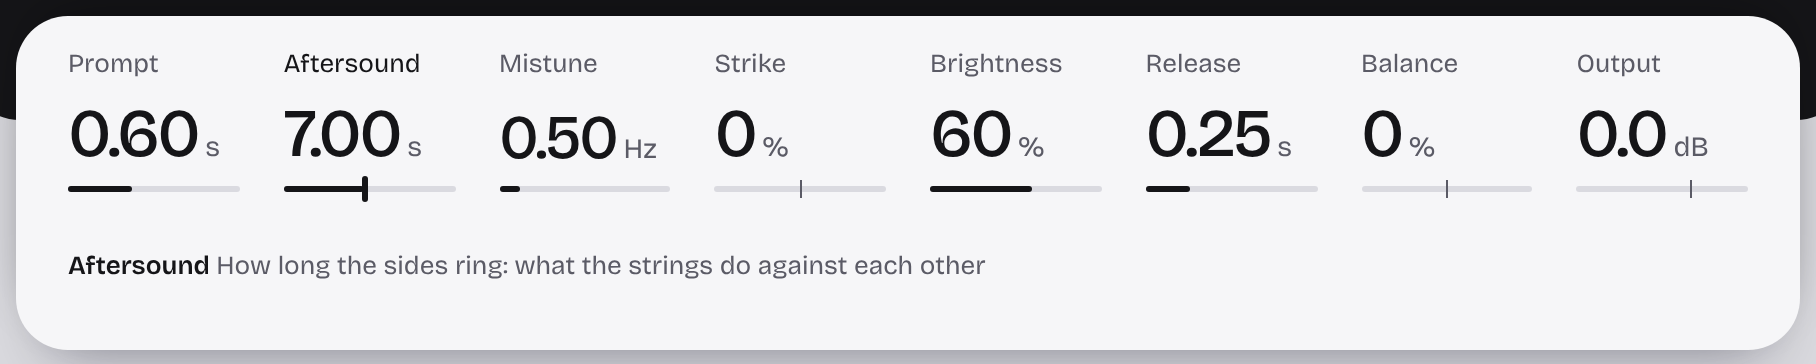 Prompt Aftersound Mistune Strike Brightness Release Balance Output
0.60 s 7.00 s 0.50 Hz 0 % 60 % 0.25 s 0 % 0.0 dB
Aftersound How long the sides ring: what the strings do against each other